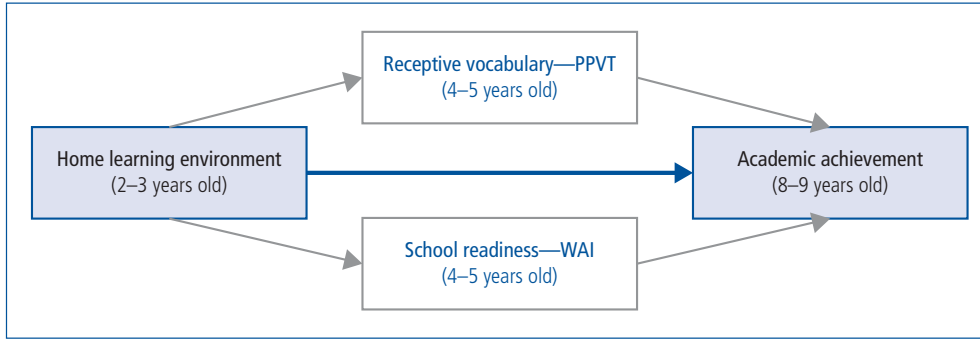 Receptive vocabulary—PPVT
(4–5 years old)
Home learning environment
(2–3 years old)
Academic achievement
(8–9 years old)
School readiness—WAI
(4–5 years old)